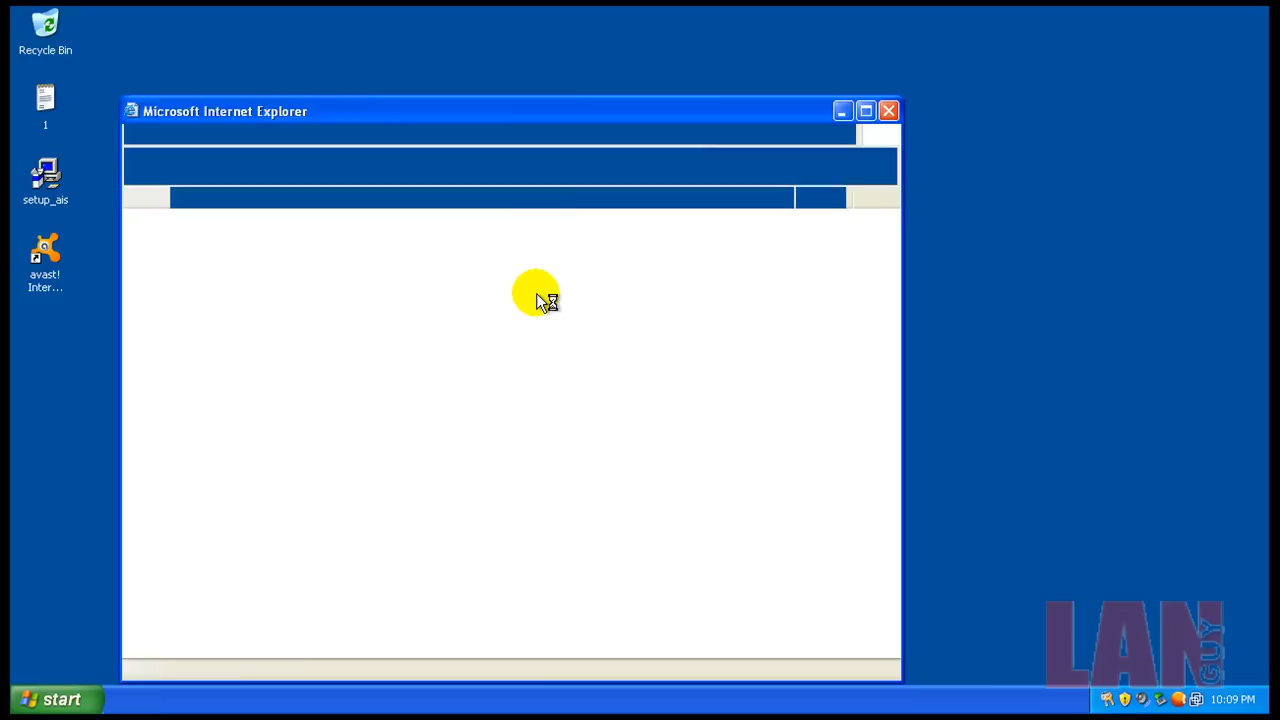 Recycle Bin
Microsoft Internet Explorer
1
setup_ais
avast!
Inter...
LAN
GUY
start
10:09 PM